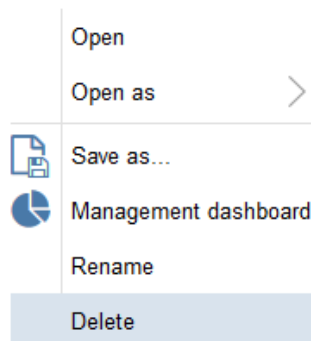 Open
Open as
Save as...
Management dashboard
Rename
Delete